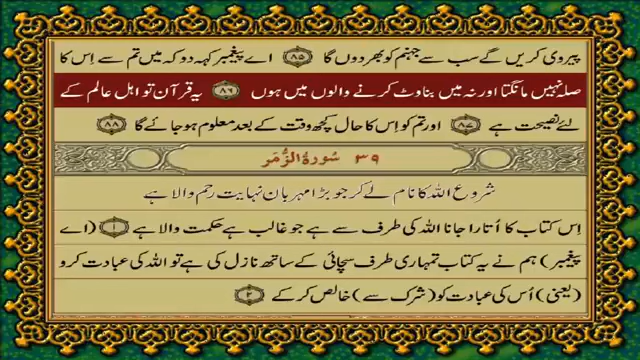 پیروی کریں گے سب سے جہنم کو بھر دوں گا ۸۵ اے پیغمبر کہہ دو کہ میں تم سے اِس کا
صلہ نہیں مانگتا اور نہ میں بناوٹ کرنے والوں میں ہوں ۸۶ یہ قرآن تو اہل عالم کے
لئے نصیحت ہے ۸۷ اور تم کو اِس کا حال کچھ وقت کے بعد معلوم ہو جائے گا ۸۸
۳۹ سُورۃُ الزُّمَر
شروع اللہ کا نام لے کر جو بڑا مہربان نہایت رحم والا ہے
اِس کتاب کا اُتارا جانا اللہ کی طرف سے ہے جو غالب ہے حکمت والا ہے ۱ (اے
پیغمبر) ہم نے یہ کتاب تمہاری طرف سچائی کے ساتھ نازل کی ہے تو اللہ کی عبادت کرو
(یعنی) اُس کی عبادت کو (شرک سے) خالص کر کے ۲